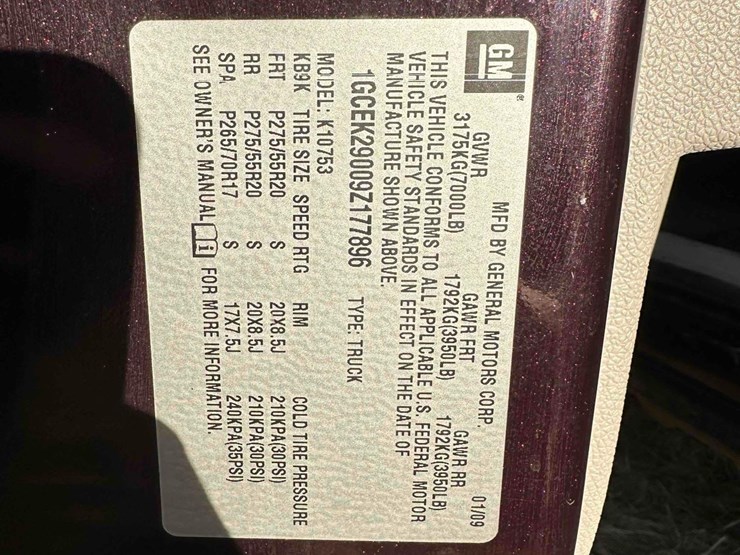 GM®
MFD BY GENERAL MOTORS CORP. 01/09
GVWR GAWR FRT GAWR RR
3175KG(7000LB) 1792KG(3950LB) 1792KG(3950LB)
THIS VEHICLE CONFORMS TO ALL APPLICABLE U.S. FEDERAL MOTOR
VEHICLE SAFETY STANDARDS IN EFFECT ON THE DATE OF
MANUFACTURE SHOWN ABOVE.
1GCEK29009Z177896 TYPE: TRUCK
MODEL: K10753
KB9K TIRE SIZE SPEED RTG RIM COLD TIRE PRESSURE
FRT P275/55R20 S 20X8.5J 210KPA(30PSI)
RR P275/55R20 S 20X8.5J 210KPA(30PSI)
SPA P265/70R17 S 17X7.5J 240KPA(35PSI)
SEE OWNER'S MANUAL i FOR MORE INFORMATION.